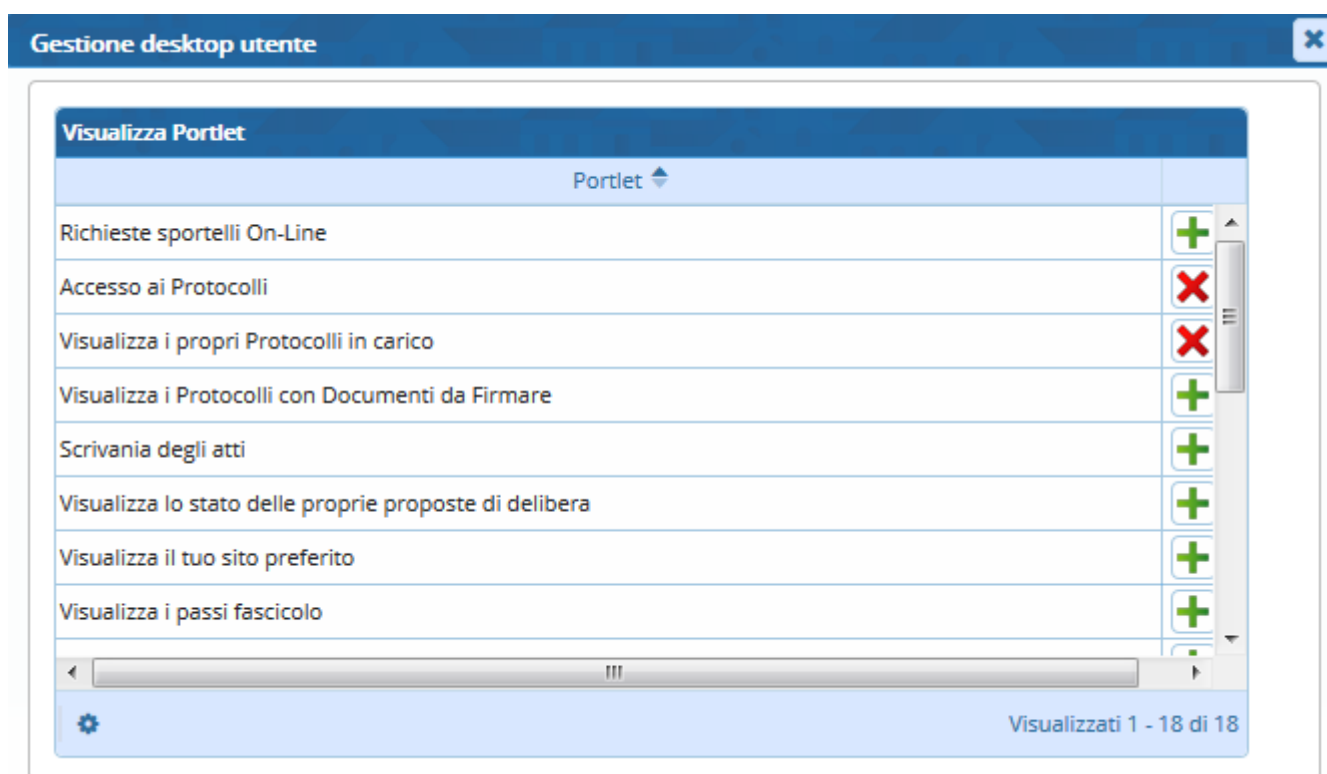 Gestione desktop utente
Visualizza Portlet
Portlet
Richieste sportelli On-Line
Accesso ai Protocolli
Visualizza i propri Protocolli in carico
Visualizza i Protocolli con Documenti da Firmare
Scrivania degli atti
Visualizza lo stato delle proprie proposte di delibera
Visualizza il tuo sito preferito
Visualizza i passi fascicolo
Visualizzati 1 - 18 di 18